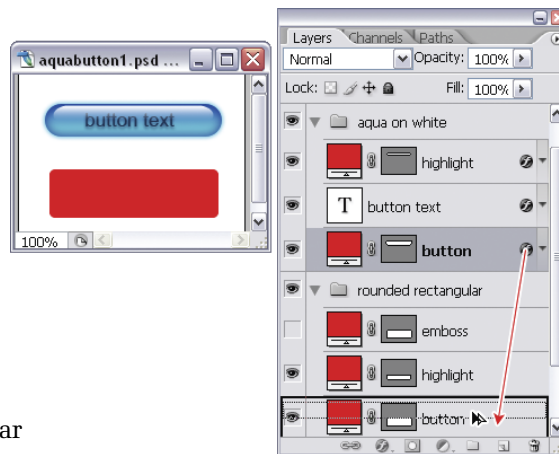 aquabutton1.psd ...
button text
100%
Layers Channels Paths
Normal Opacity: 100%
Lock: Fill: 100%
aqua on white
highlight
T button text
button
rounded rectangular
emboss
highlight
button
ar